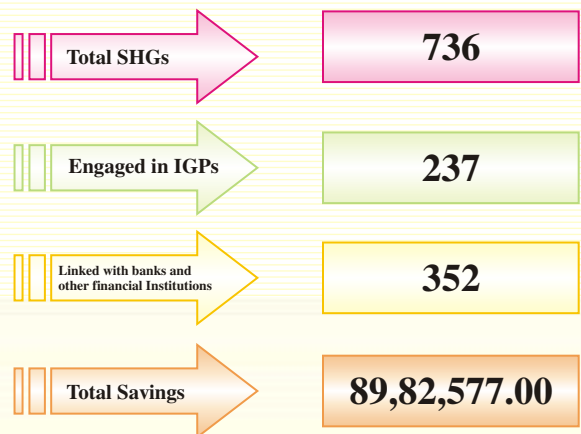 Total SHGs
736
Engaged in IGPs
237
Linked with banks and
other financial Institutions
352
Total Savings
89,82,577.00